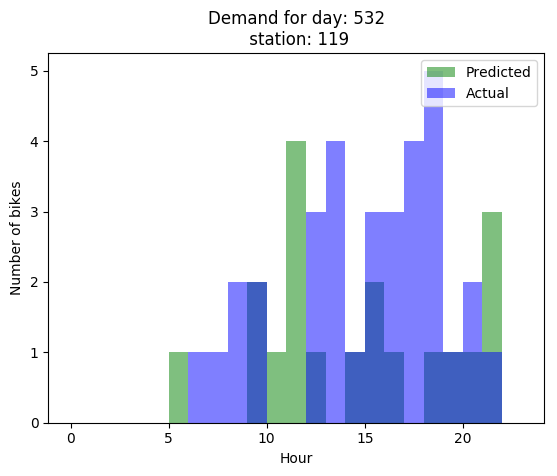 Demand for day: 532
station: 119
Predicted
Actual
5
4
3
2
1
0
Number of bikes
0 5 10 15 20
Hour